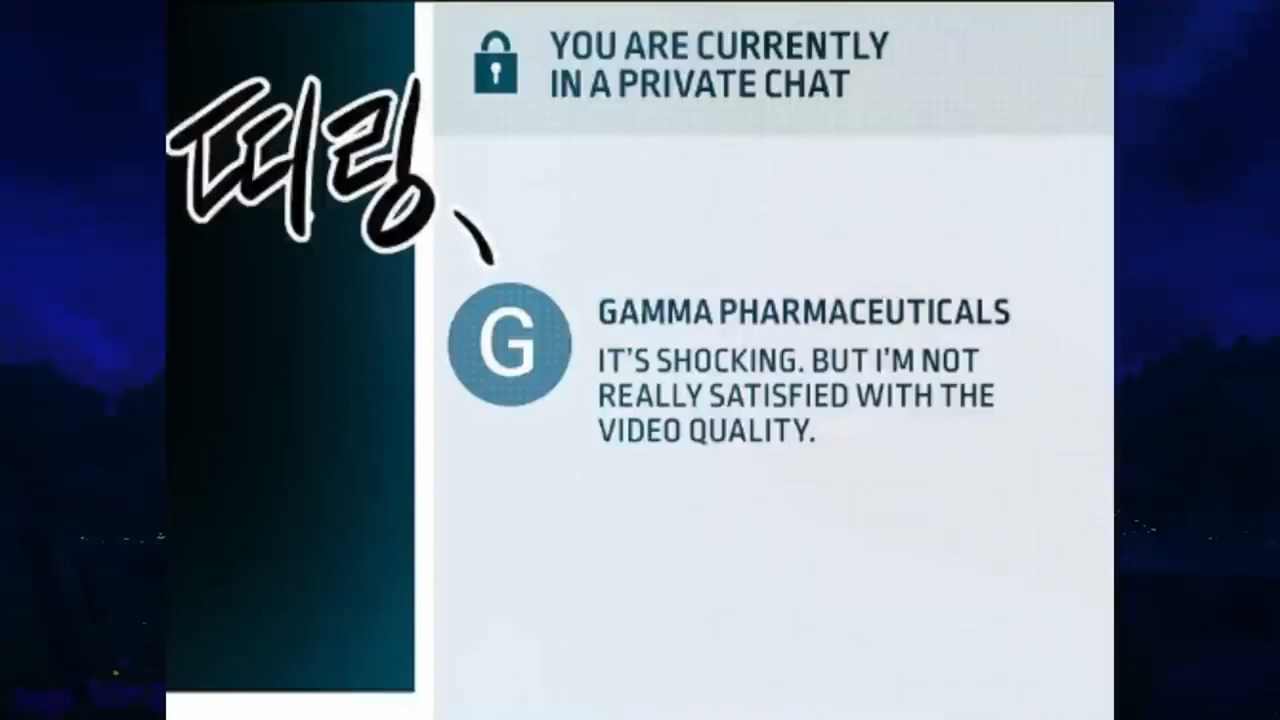 YOU ARE CURRENTLY
IN A PRIVATE CHAT
띠링
G
GAMMA PHARMACEUTICALS
IT'S SHOCKING. BUT I'M NOT
REALLY SATISFIED WITH THE
VIDEO QUALITY.